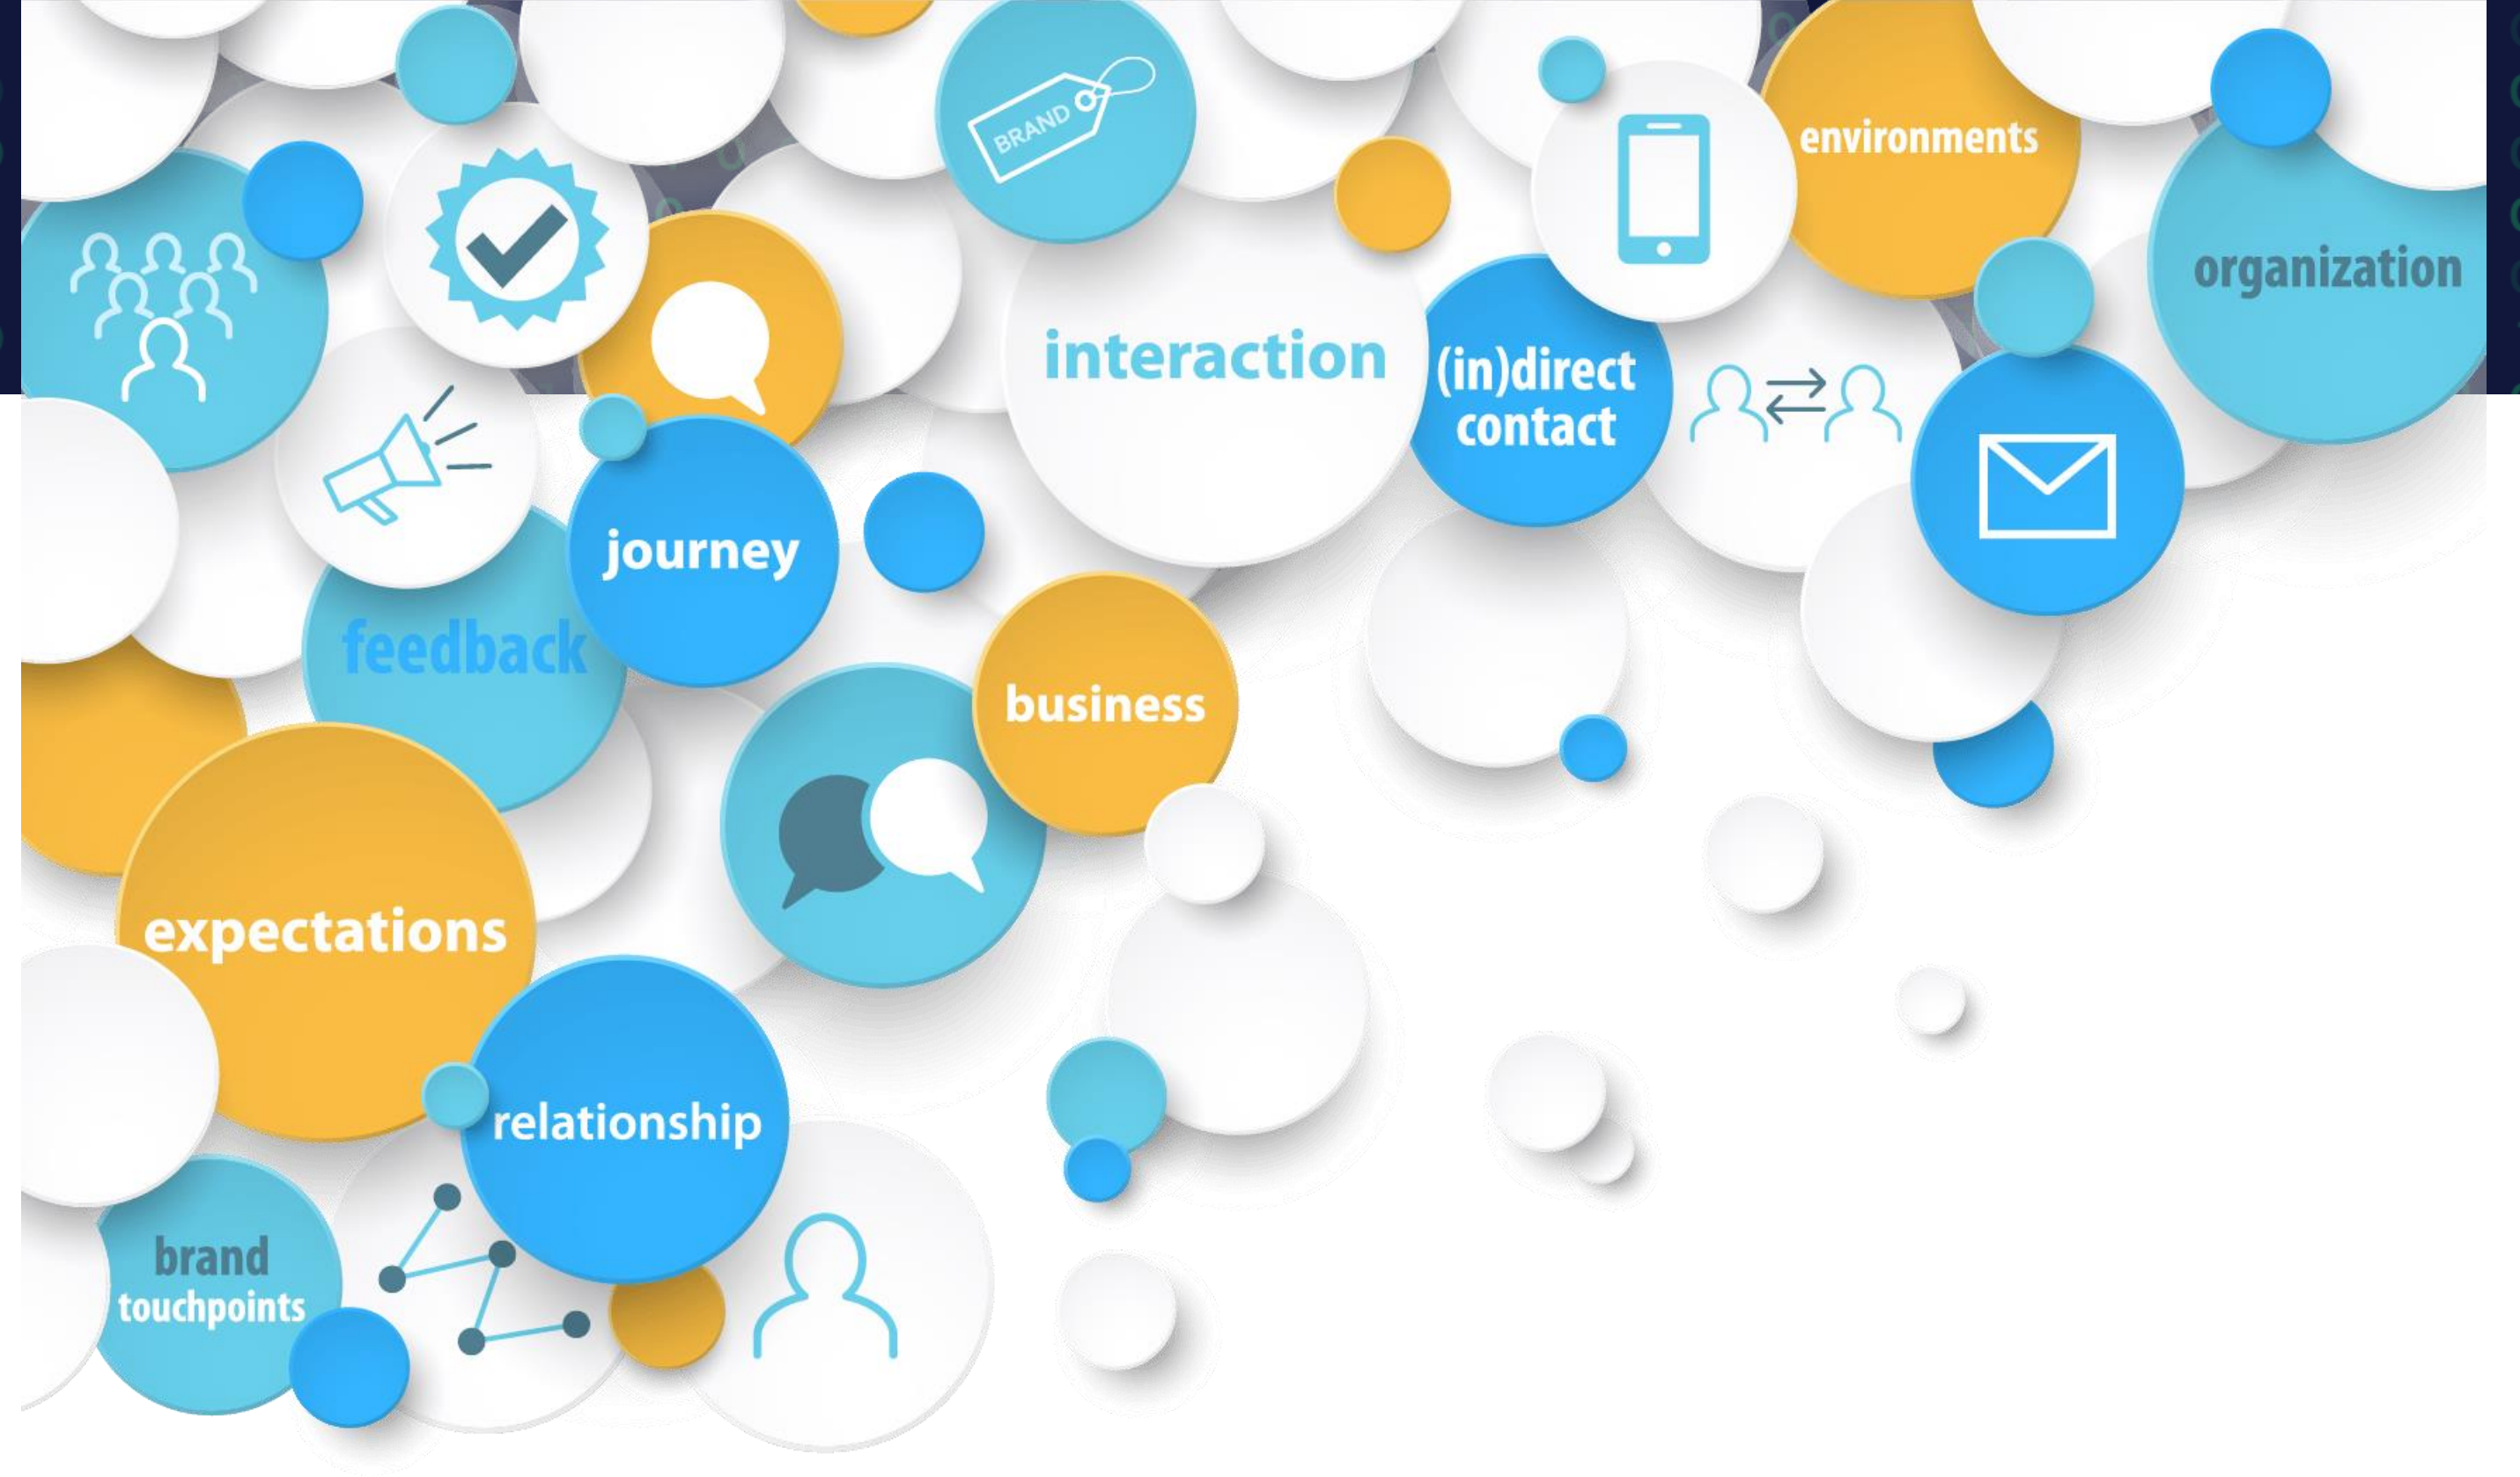 BRAND
environments
organization
interaction
(in)direct
contact
journey
feedback
business
expectations
relationship
brand
touchpoints